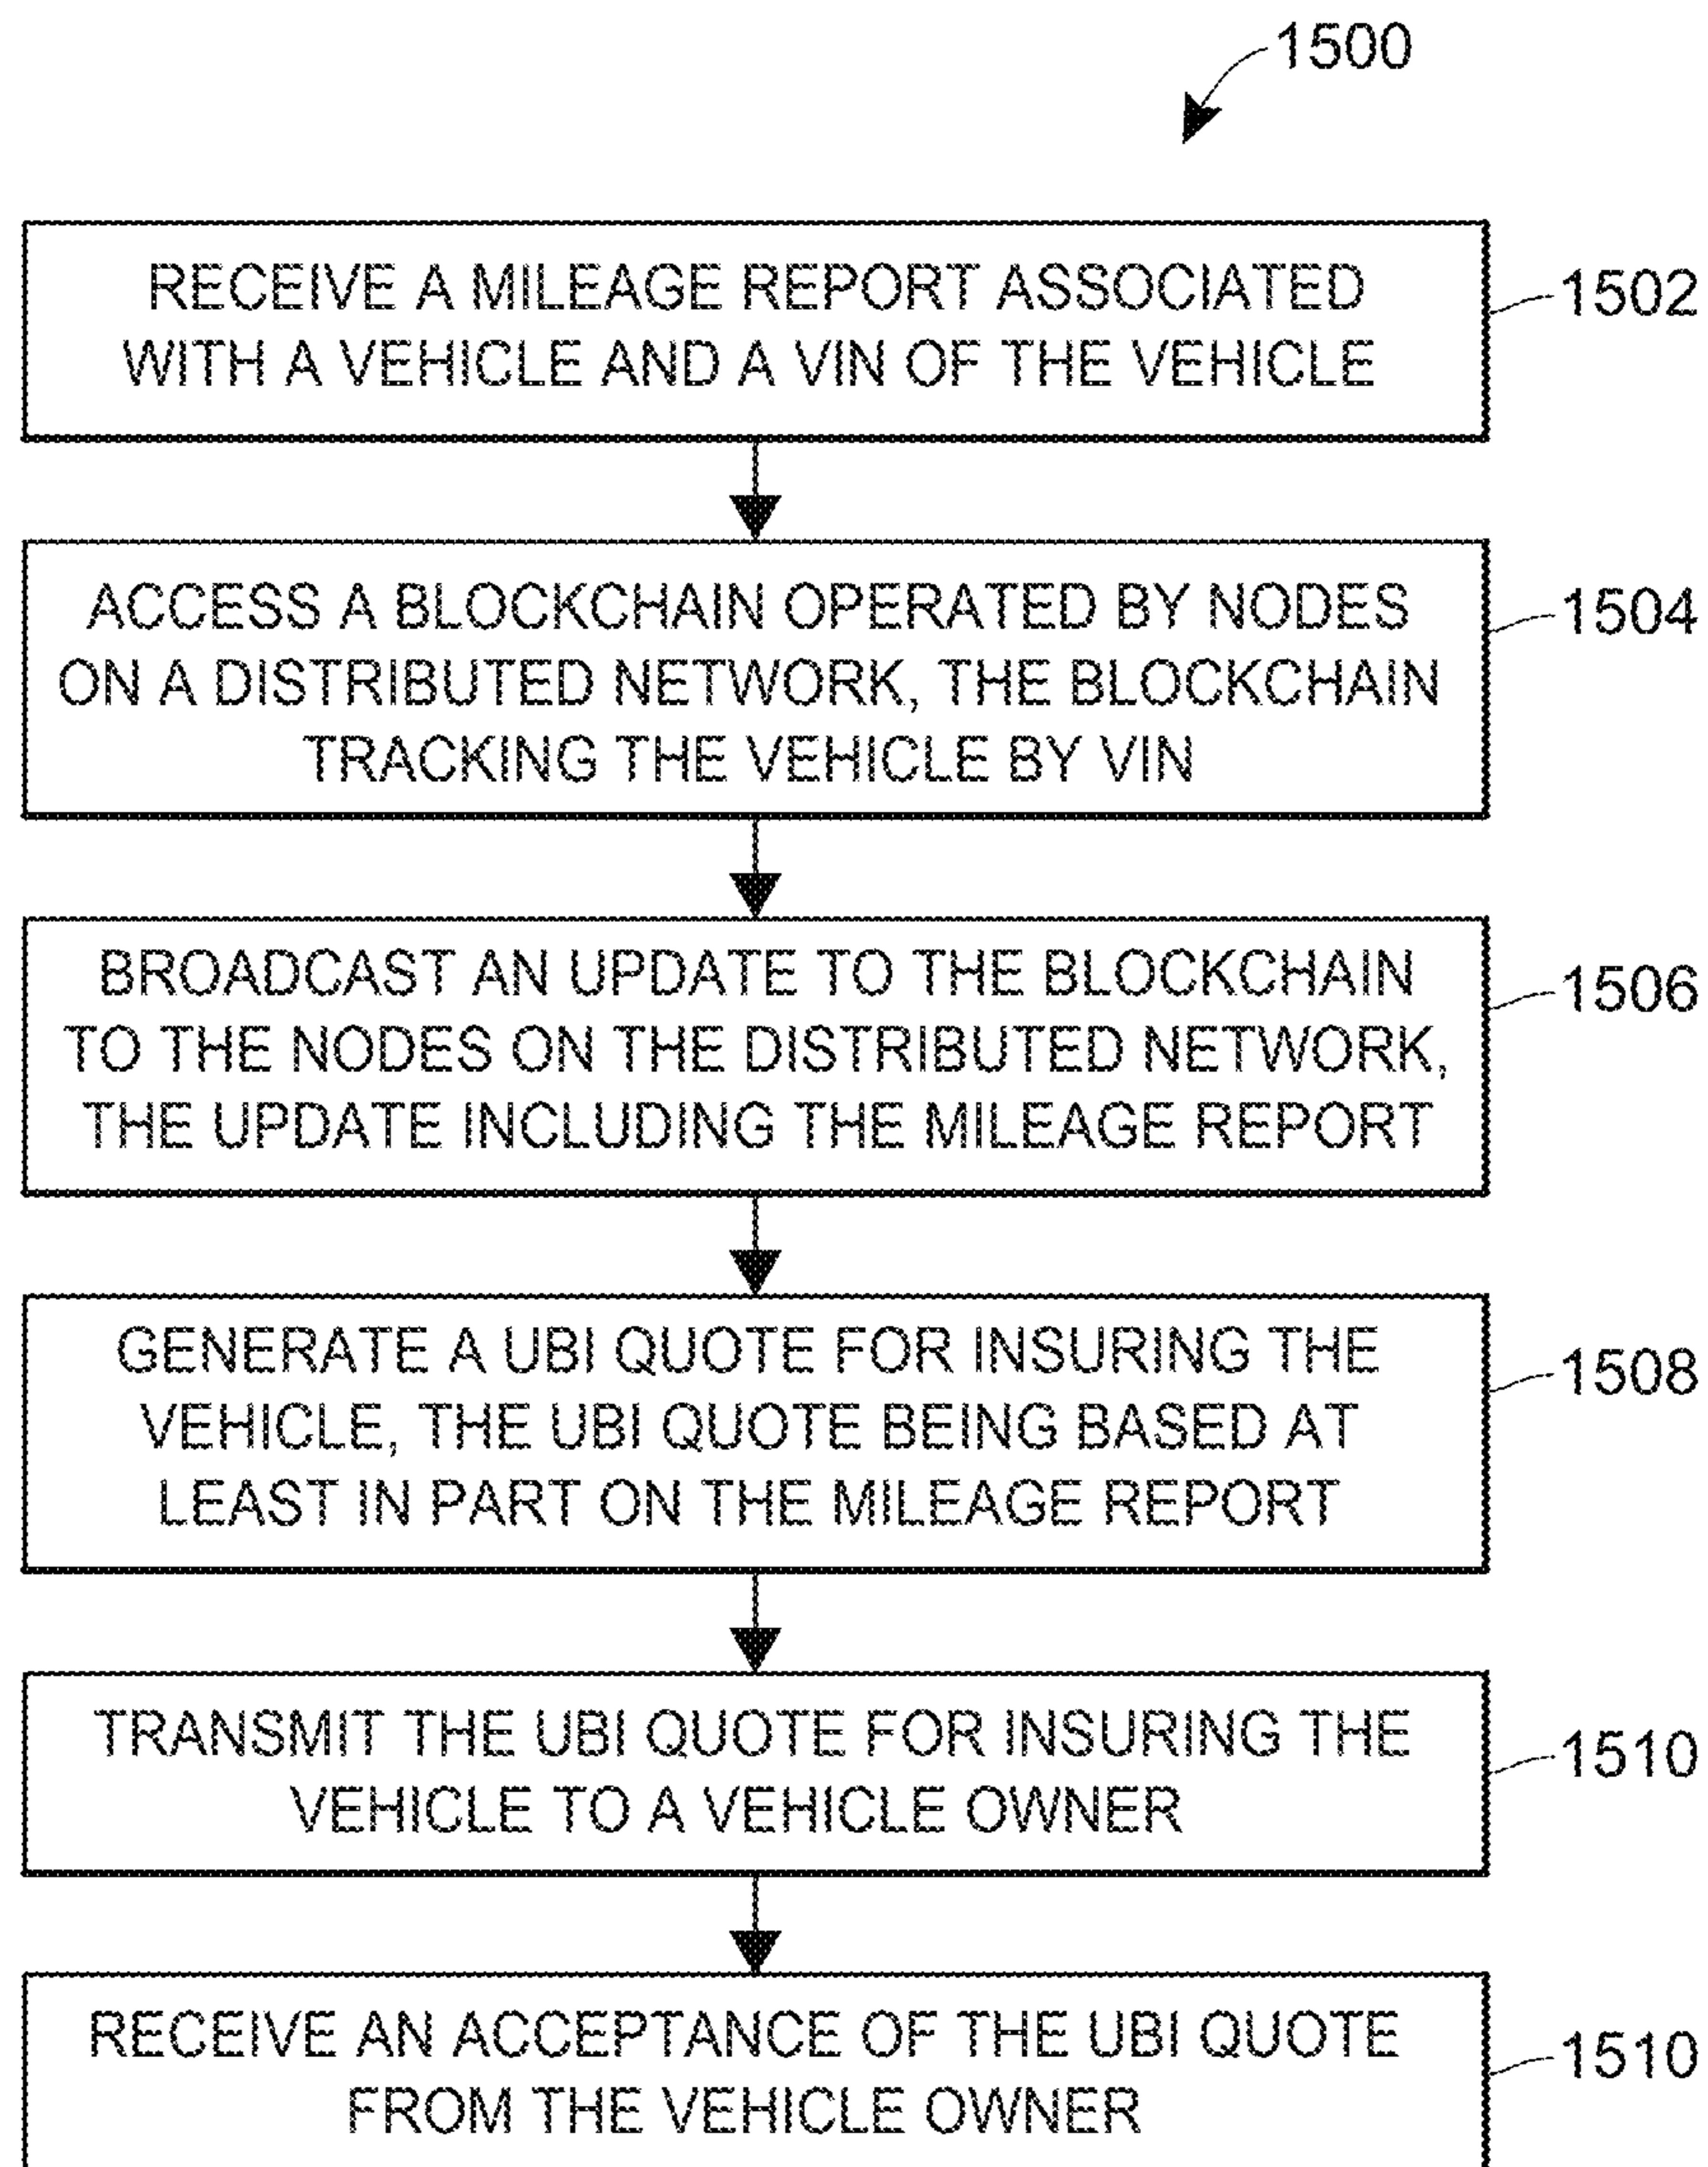 1500
RECEIVE A MILEAGE REPORT ASSOCIATED
WITH A VEHICLE AND A VIN OF THE VEHICLE
1502
ACCESS A BLOCKCHAIN OPERATED BY NODES
ON A DISTRIBUTED NETWORK, THE BLOCKCHAIN
TRACKING THE VEHICLE BY VIN
1504
BROADCAST AN UPDATE TO THE BLOCKCHAIN
TO THE NODES ON THE DISTRIBUTED NETWORK,
THE UPDATE INCLUDING THE MILEAGE REPORT
1506
GENERATE A UBI QUOTE FOR INSURING THE
VEHICLE, THE UBI QUOTE BEING BASED AT
LEAST IN PART ON THE MILEAGE REPORT
1508
TRANSMIT THE UBI QUOTE FOR INSURING THE
VEHICLE TO A VEHICLE OWNER
1510
RECEIVE AN ACCEPTANCE OF THE UBI QUOTE
FROM THE VEHICLE OWNER
1510